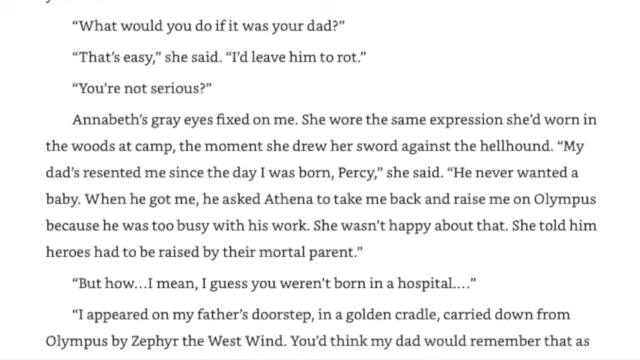 “What would you do if it was your dad?”
“That’s easy,” she said. “I’d leave him to rot.”
“You’re not serious?”
Annabeth’s gray eyes fixed on me. She wore the same expression she’d worn in
the woods at camp, the moment she drew her sword against the hellhound. “My
dad’s resented me since the day I was born, Percy,” she said. “He never wanted a
baby. When he got me, he asked Athena to take me back and raise me on Olympus
because he was too busy with his work. She wasn’t happy about that. She told him
heroes had to be raised by their mortal parent.”
“But how…I mean, I guess you weren’t born in a hospital.…”
“I appeared on my father’s doorstep, in a golden cradle, carried down from
Olympus by Zephyr the West Wind. You’d think my dad would remember that as